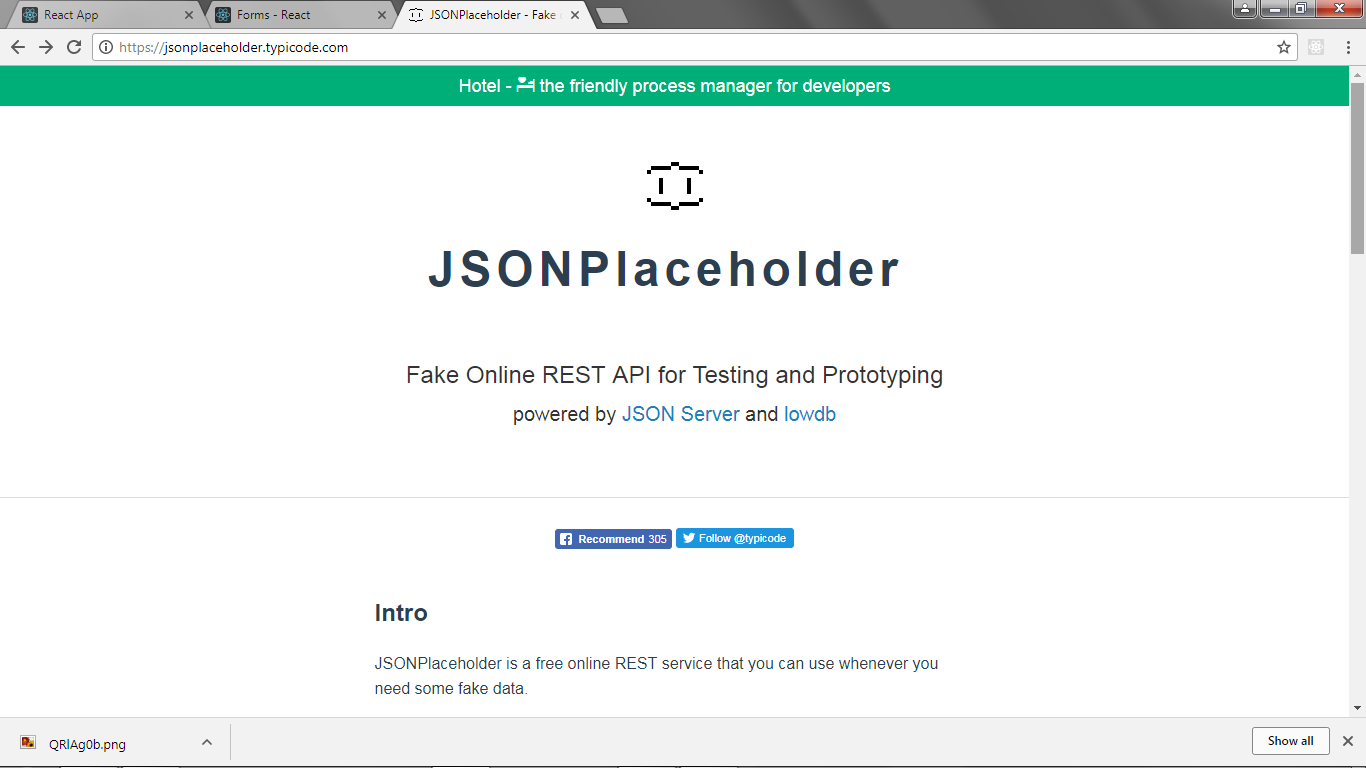 React App
Forms - React
JSONPlaceholder - Fake
https://jsonplaceholder.typicode.com
Hotel - the friendly process manager for developers
JSONPlaceholder
Fake Online REST API for Testing and Prototyping
powered by JSON Server and lowdb
Recommend 305
Follow @typicode
Intro
JSONPlaceholder is a free online REST service that you can use whenever you
need some fake data.
QRlAg0b.png
Show all